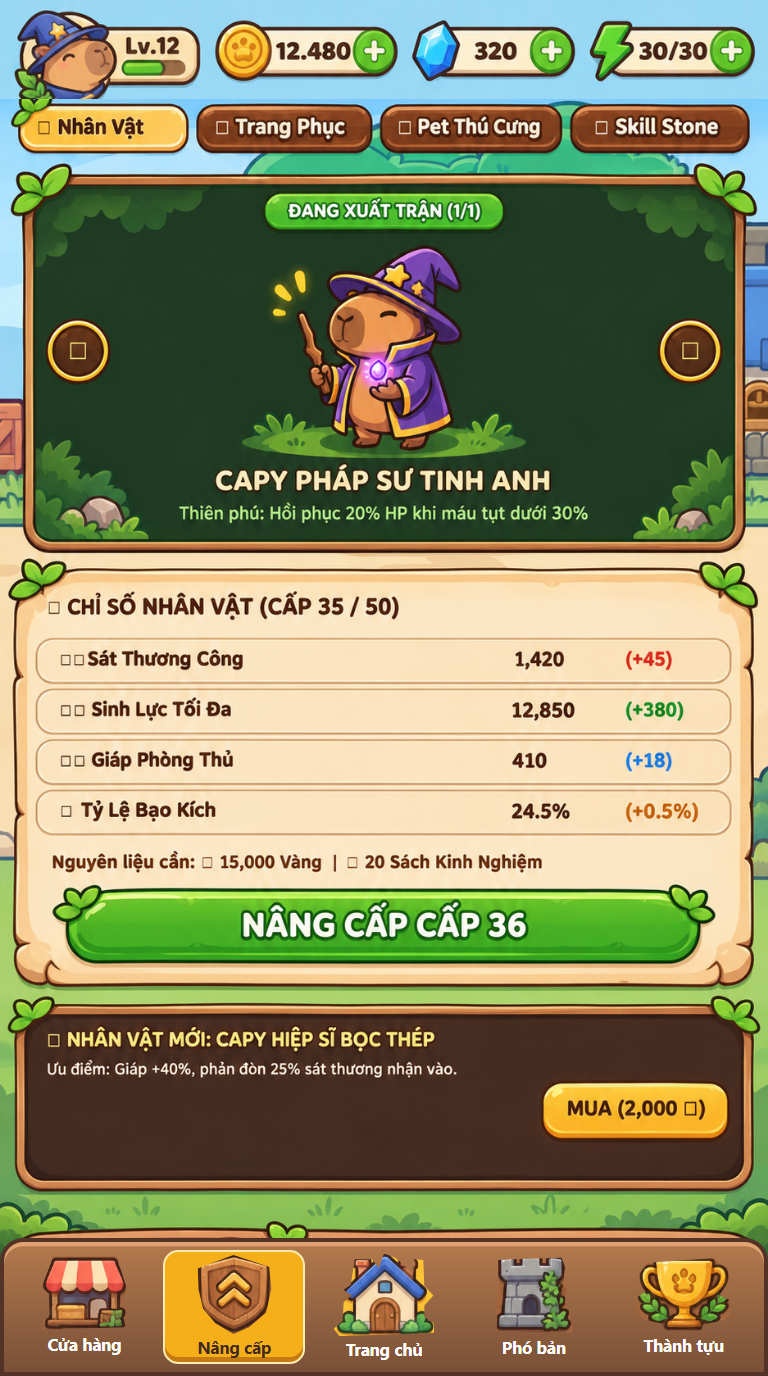 Lv.12
12.480
320
30/30
□ Nhân Vật
□ Trang Phục
□ Pet Thú Cưng
□ Skill Stone
ĐANG XUẤT TRẬN (1/1)
□
□
CAPY PHÁP SƯ TINH ANH
Thiên phú: Hồi phục 20% HP khi máu tụt dưới 30%
□ CHỈ SỐ NHÂN VẬT (CẤP 35 / 50)
□□ Sát Thương Công 1,420 (+45)
□□ Sinh Lực Tối Đa 12,850 (+380)
□□ Giáp Phòng Thủ 410 (+18)
□ Tỷ Lệ Bạo Kích 24.5% (+0.5%)
Nguyên liệu cần: □ 15,000 Vàng | □ 20 Sách Kinh Nghiệm
NÂNG CẤP CẤP 36
□ NHÂN VẬT MỚI: CAPY HIỆP SĨ BỌC THÉP
Ưu điểm: Giáp +40%, phản đòn 25% sát thương nhận vào.
MUA (2,000 □)
Cửa hàng
Nâng cấp
Trang chủ
Phó bản
Thành tựu